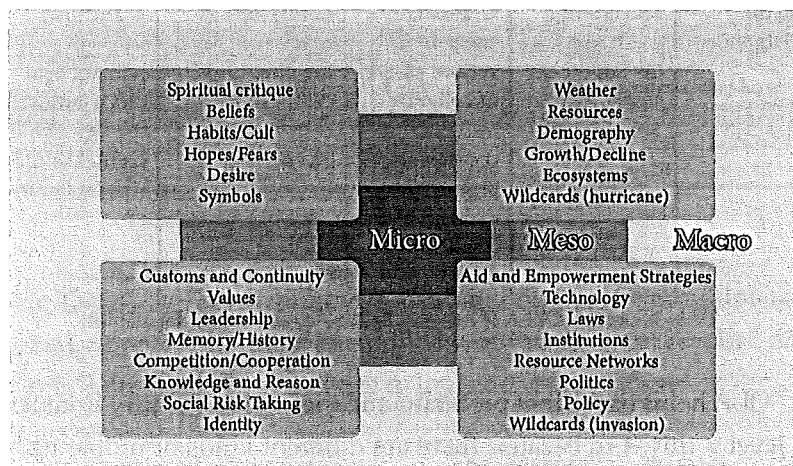 Spiritual critique
Beliefs
Habits/Cult
Hopes/Fears
Desire
Symbols
Weather
Resources
Demography
Growth/Decline
Ecosystems
Wildcards (hurricane)
Micro
Meso
Macro
Customs and Continuity
Values
Leadership
Memory/History
Competition/Cooperation
Knowledge and Reason
Social Risk Taking
Identity
Aid and Empowerment Strategies
Technology
Laws
Institutions
Resource Networks
Politics
Policy
Wildcards (invasion)